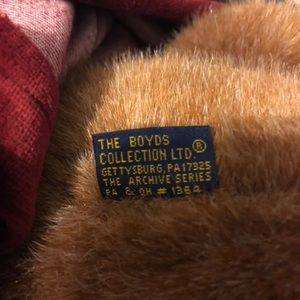 THE BOYDS
COLLECTION LTD.®
GETTYSBURG, PA 17325
THE ARCHIVE SERIES
PA & OH # 1364